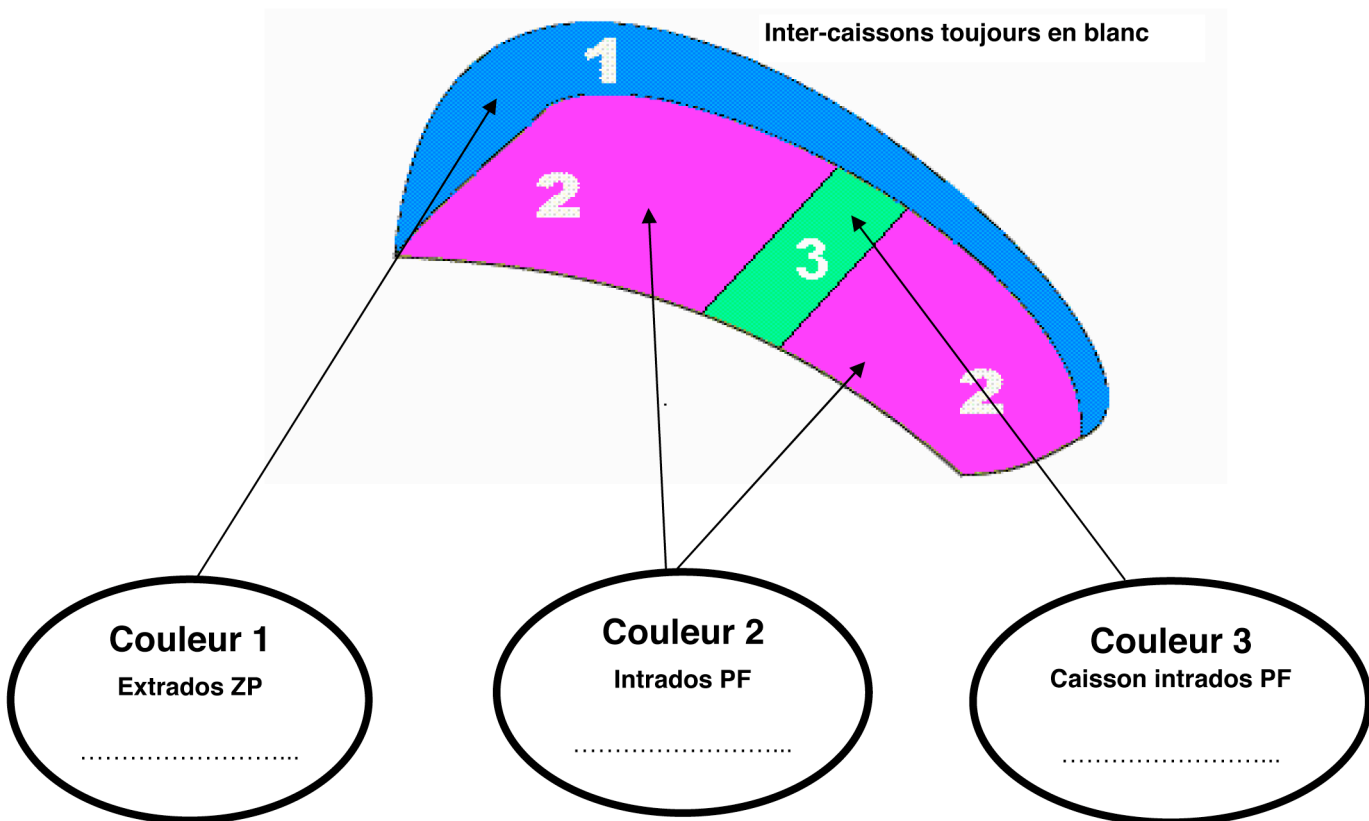 Inter-caissons toujours en blanc
1
2
3
2
Couleur 1
Extrados ZP
……………………...
Couleur 2
Intrados PF
……………………...
Couleur 3
Caisson intrados PF
……………………...